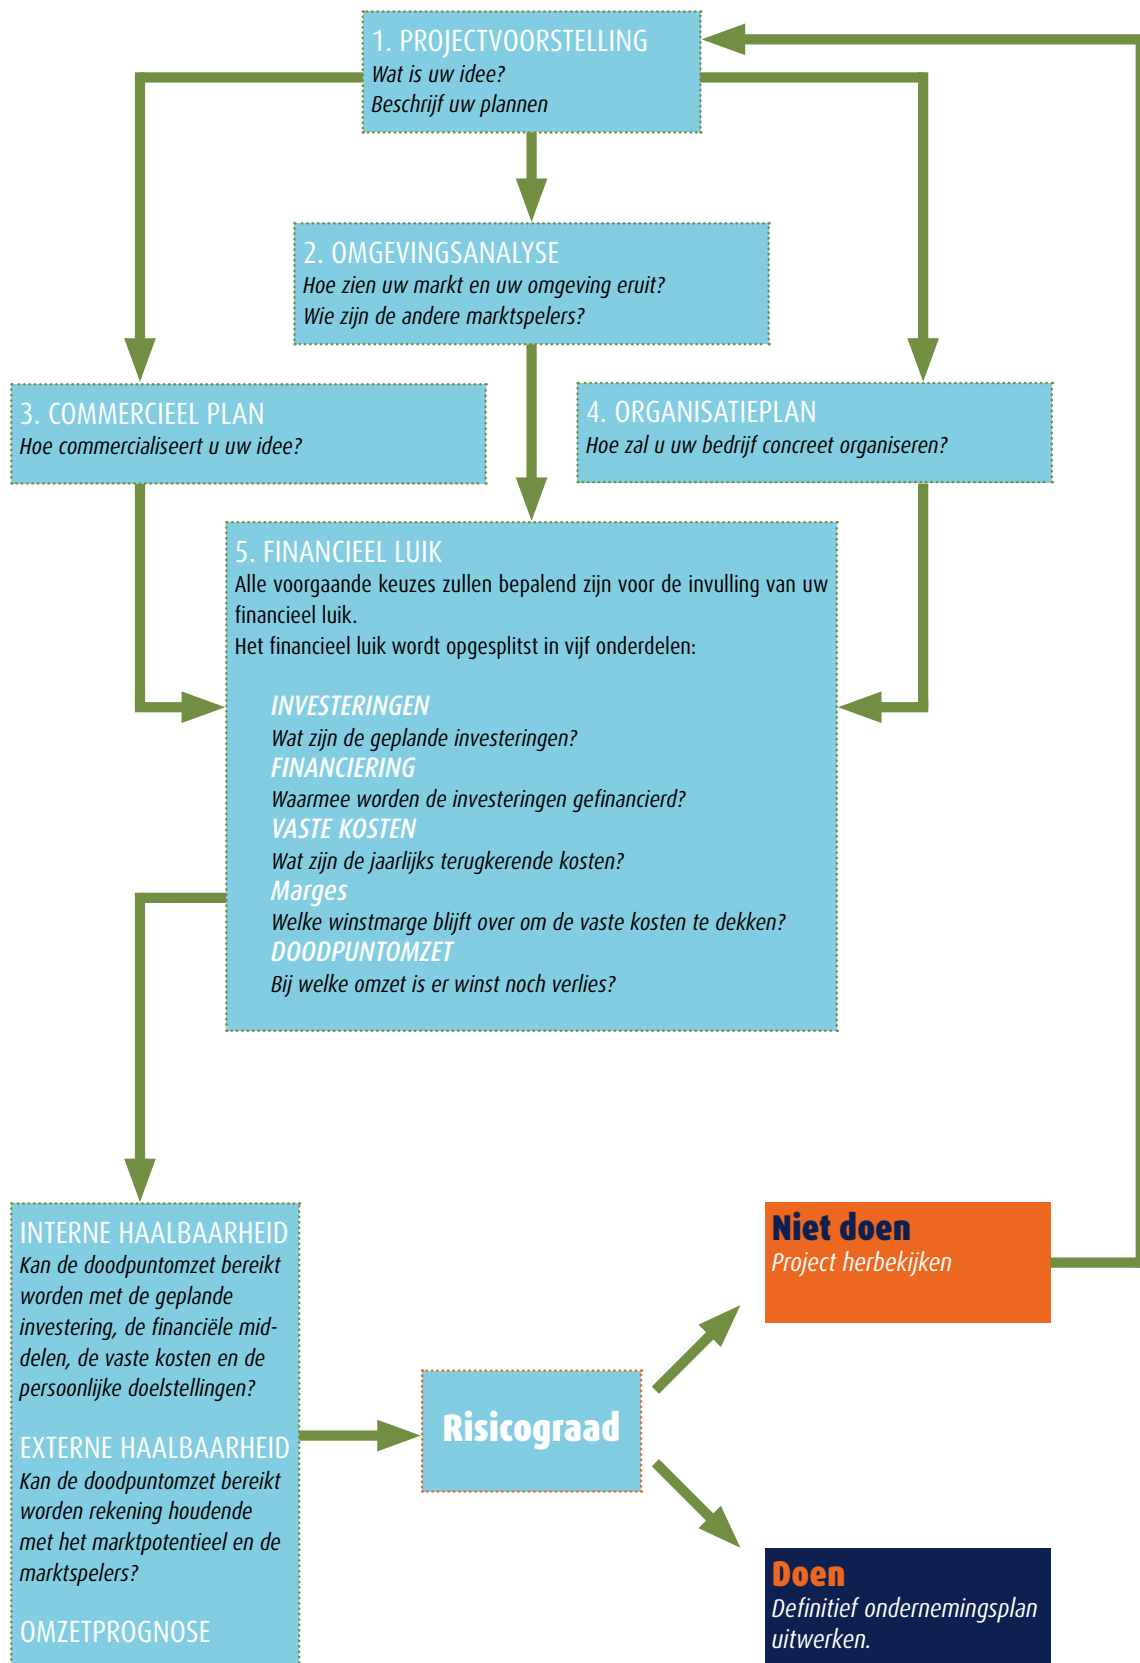 1. PROJECTVOORSTELLING
Wat is uw idee?
Beschrijf uw plannen
2. OMGEVINGSANALYSE
Hoe zien uw markt en uw omgeving eruit?
Wie zijn de andere marktspelers?
3. COMMERCIEEL PLAN
Hoe commercialiseert u uw idee?
4. ORGANISATIEPLAN
Hoe zal u uw bedrijf concreet organiseren?
5. FINANCIEEL LUIK
Alle voorgaande keuzes zullen bepalend zijn voor de invulling van uw
financieel luik.
Het financieel luik wordt opgesplitst in vijf onderdelen:
INVESTERINGEN
Wat zijn de geplande investeringen?
FINANCIERING
Waarmee worden de investeringen gefinancierd?
VASTE KOSTEN
Wat zijn de jaarlijks terugkerende kosten?
Marges
Welke winstmarge blijft over om de vaste kosten te dekken?
DOODPUNTOMZET
Bij welke omzet is er winst noch verlies?
INTERNE HAALBAARHEID
Kan de doodpuntomzet bereikt
worden met de geplande
investering, de financiële mid-
delen, de vaste kosten en de
persoonlijke doelstellingen?
EXTERNE HAALBAARHEID
Kan de doodpuntomzet bereikt
worden rekening houdende
met het marktpotentieel en de
marktspelers?
OMZETPROGNOSE
Risicograad
Niet doen
Project herbekijken
Doen
Definitief ondernemingsplan
uitwerken.